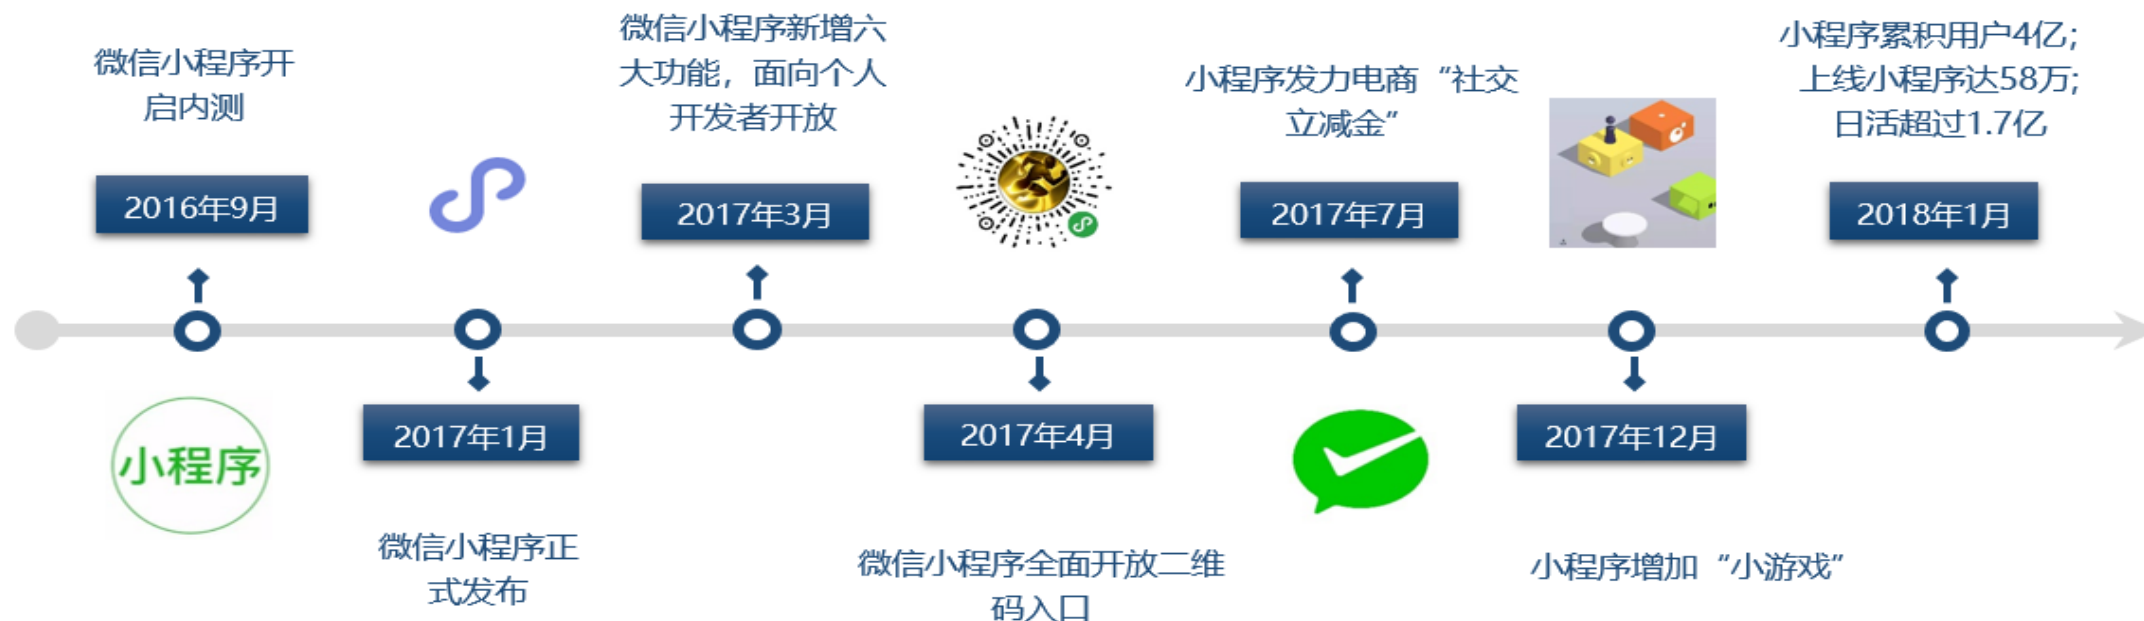 微信小程序开
启内测
2016年9月
小程序
2017年1月
微信小程序正
式发布
微信小程序新增六
大功能，面向个人
开发者开放
2017年3月
2017年4月
微信小程序全面开放二维
码入口
小程序发力电商“社交
立减金”
2017年7月
2017年12月
小程序增加“小游戏”
小程序累积用户4亿；
上线小程序达58万；
日活超过1.7亿
2018年1月